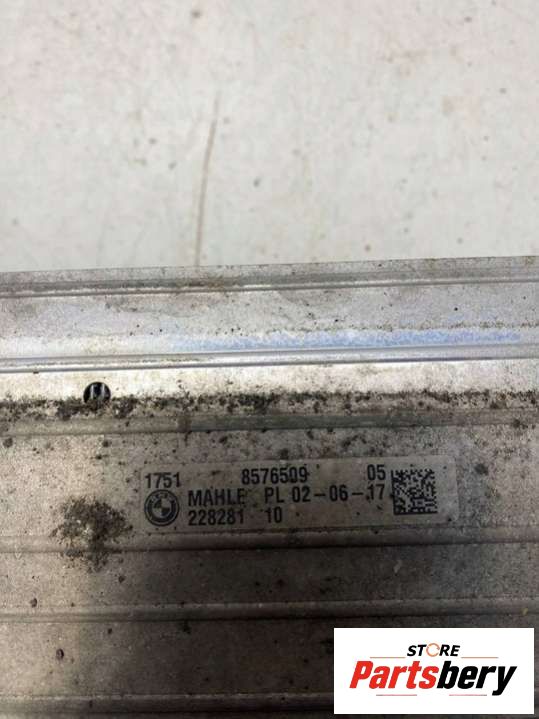 1751 8576509 05
MAHLE PL 02-06-17
228281 10
STORE
Partsbery